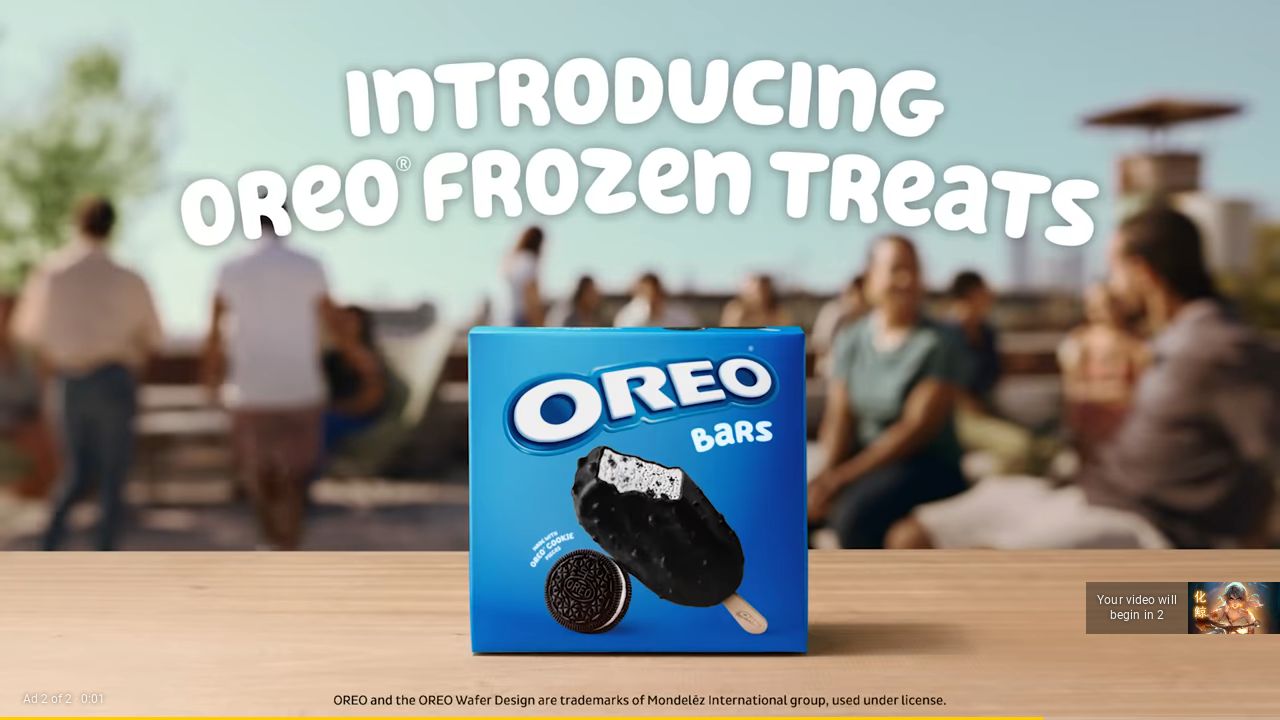 INTRODUCING
OREO® FROZEN TREATS
OREO
BARS
MADE WITH
OREO COOKIE
PIECES
OREO
Your video will
begin in 2
化
鲸
Ad 2 of 2 · 0:01
OREO and the OREO Wafer Design are trademarks of Mondelēz International group, used under license.